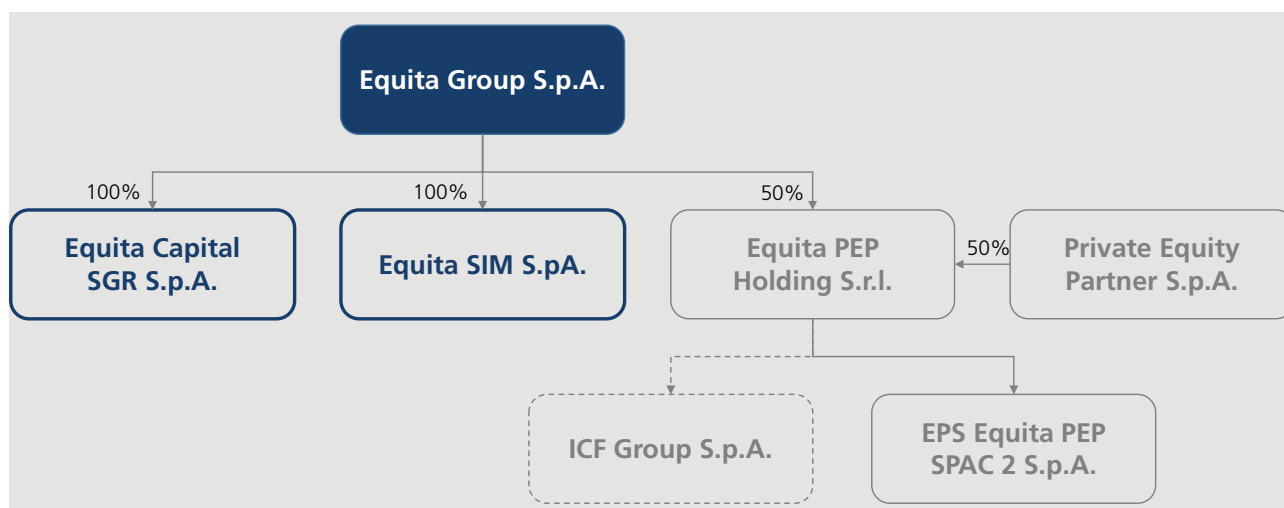 Equita Group S.p.A.
100%
100%
50%
Equita Capital
SGR S.p.A.
Equita SIM S.pA.
Equita PEP
Holding S.r.l.
50%
Private Equity
Partner S.p.A.
ICF Group S.p.A.
EPS Equita PEP
SPAC 2 S.p.A.